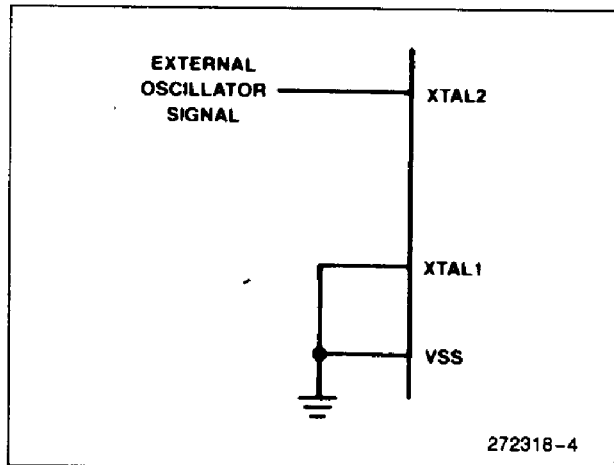 EXTERNAL
OSCILLATOR
SIGNAL
XTAL2
XTAL1
VSS
272318-4